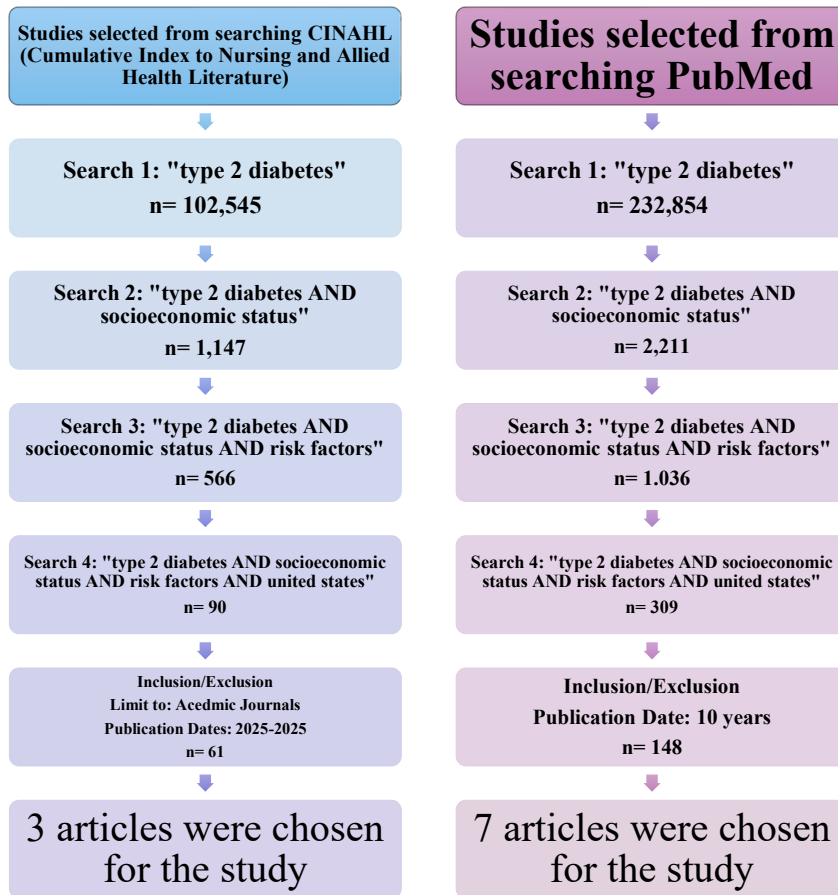 Studies selected from searching CINAHL
(Cumulative Index to Nursing and Allied
Health Literature)
Search 1: "type 2 diabetes"
n= 102,545
Search 2: "type 2 diabetes AND
socioeconomic status"
n= 1,147
Search 3: "type 2 diabetes AND
socioeconomic status AND risk factors"
n= 566
Search 4: "type 2 diabetes AND socioeconomic
status AND risk factors AND united states"
n= 90
Inclusion/Exclusion
Limit to: Acedmic Journals
Publication Dates: 2025-2025
n= 61
3 articles were chosen
for the study
Studies selected from
searching PubMed
Search 1: "type 2 diabetes"
n= 232,854
Search 2: "type 2 diabetes AND
socioeconomic status"
n= 2,211
Search 3: "type 2 diabetes AND
socioeconomic status AND risk factors"
n= 1.036
Search 4: "type 2 diabetes AND socioeconomic
status AND risk factors AND united states"
n= 309
Inclusion/Exclusion
Publication Date: 10 years
n= 148
7 articles were chosen
for the study